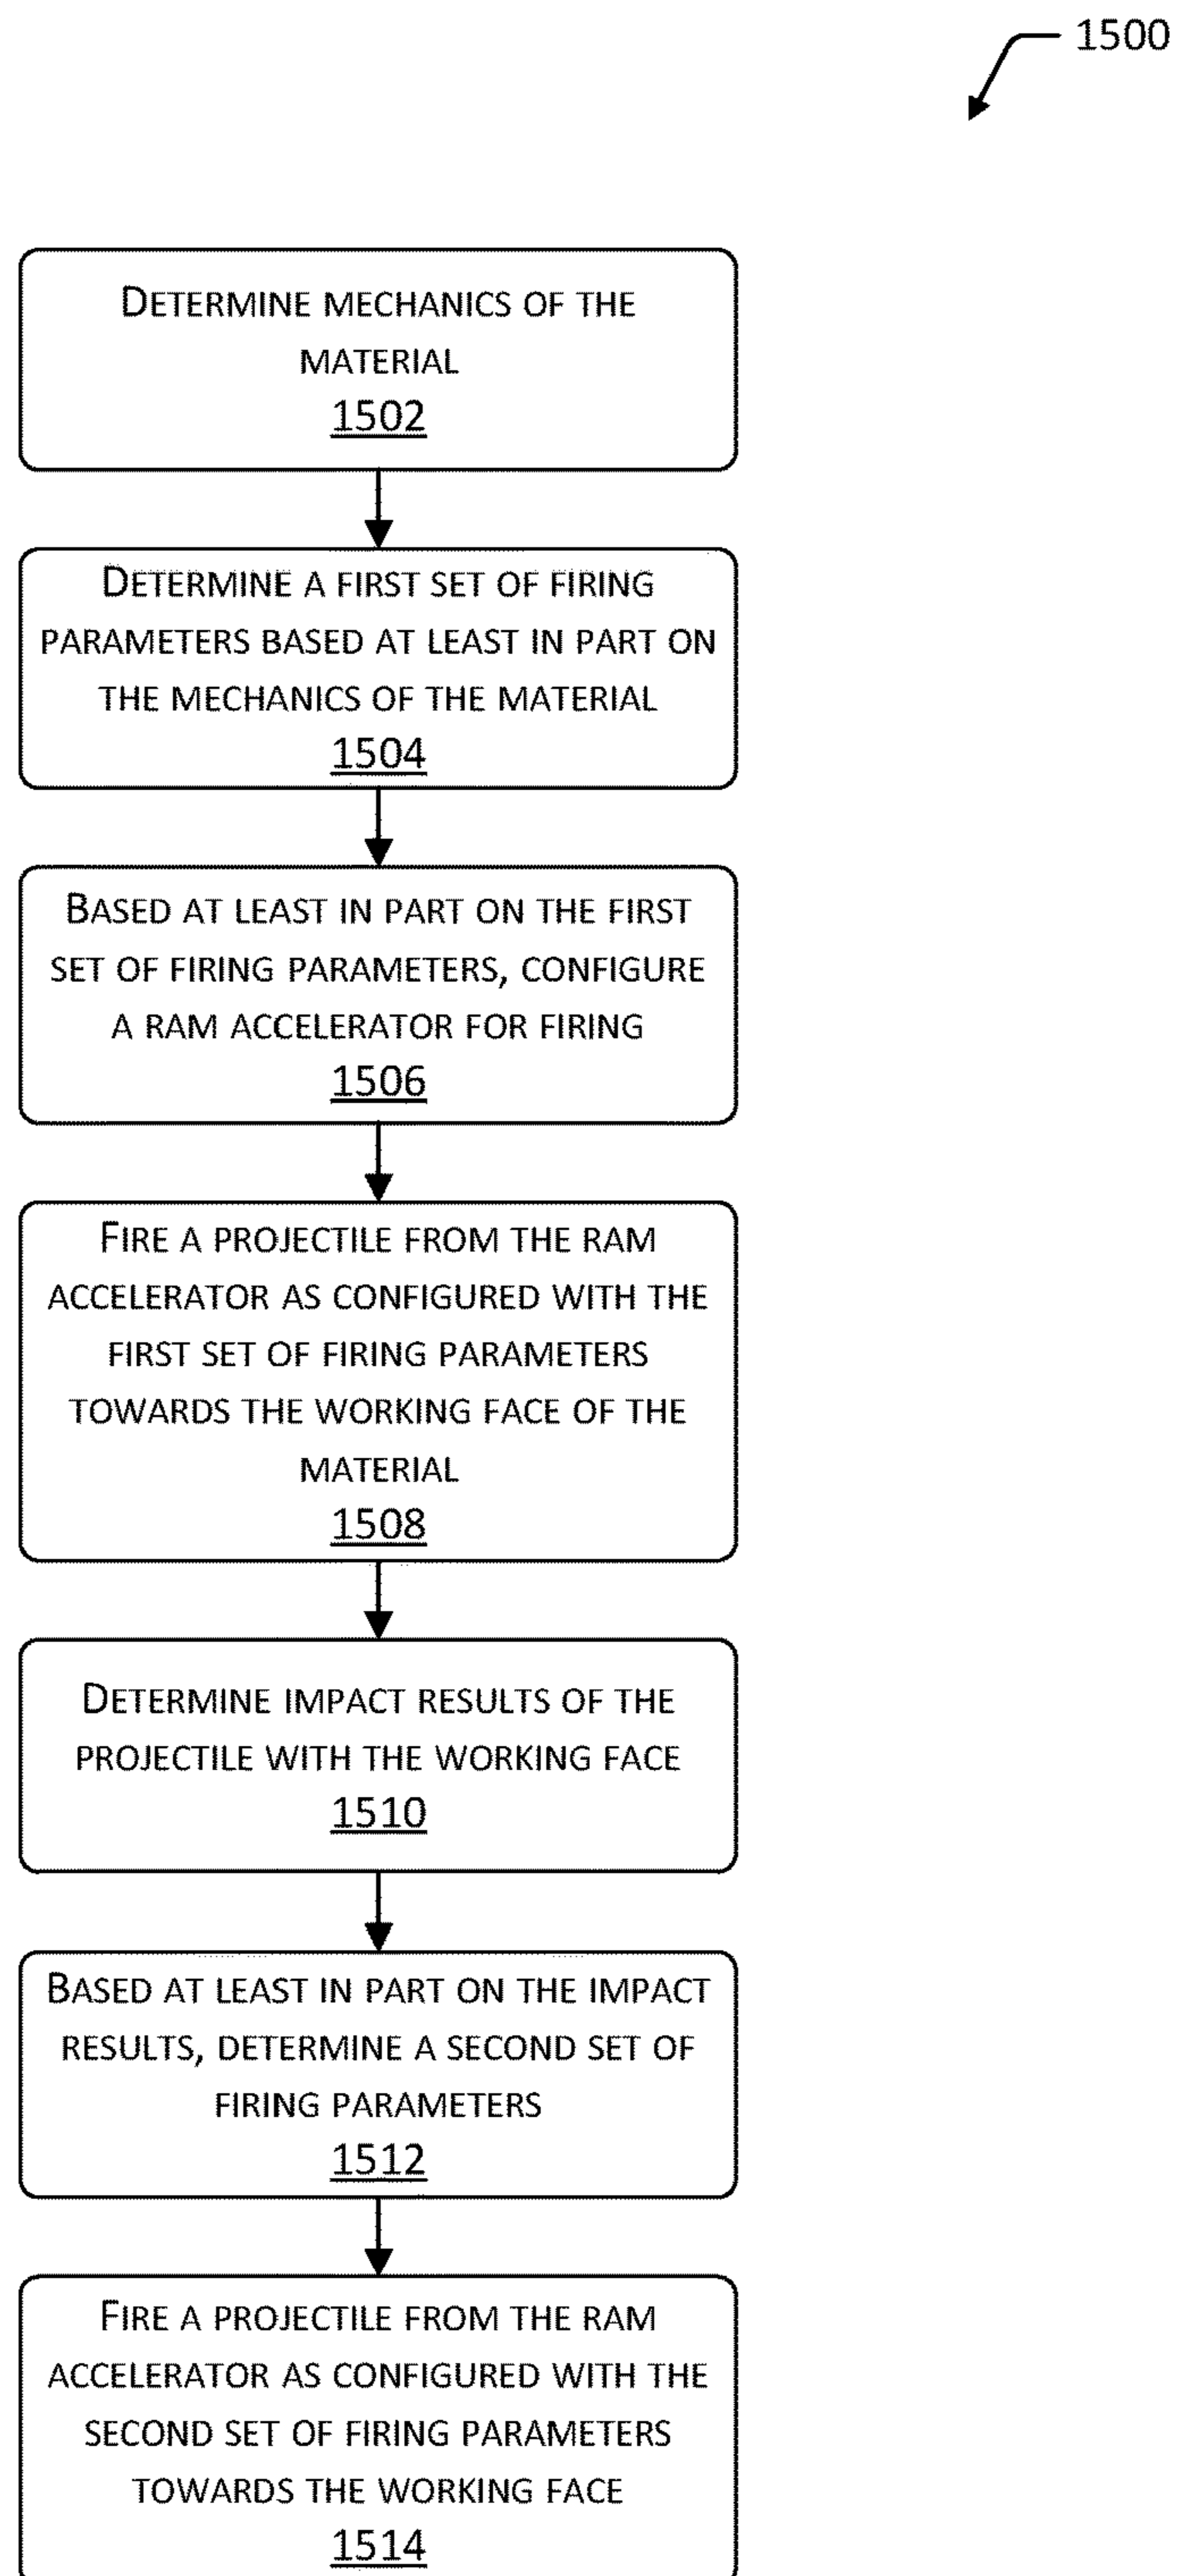 1500
DETERMINE MECHANICS OF THE
MATERIAL
1502
DETERMINE A FIRST SET OF FIRING
PARAMETERS BASED AT LEAST IN PART ON
THE MECHANICS OF THE MATERIAL
1504
BASED AT LEAST IN PART ON THE FIRST
SET OF FIRING PARAMETERS, CONFIGURE
A RAM ACCELERATOR FOR FIRING
1506
FIRE A PROJECTILE FROM THE RAM
ACCELERATOR AS CONFIGURED WITH THE
FIRST SET OF FIRING PARAMETERS
TOWARDS THE WORKING FACE OF THE
MATERIAL
1508
DETERMINE IMPACT RESULTS OF THE
PROJECTILE WITH THE WORKING FACE
1510
BASED AT LEAST IN PART ON THE IMPACT
RESULTS, DETERMINE A SECOND SET OF
FIRING PARAMETERS
1512
FIRE A PROJECTILE FROM THE RAM
ACCELERATOR AS CONFIGURED WITH THE
SECOND SET OF FIRING PARAMETERS
TOWARDS THE WORKING FACE
1514